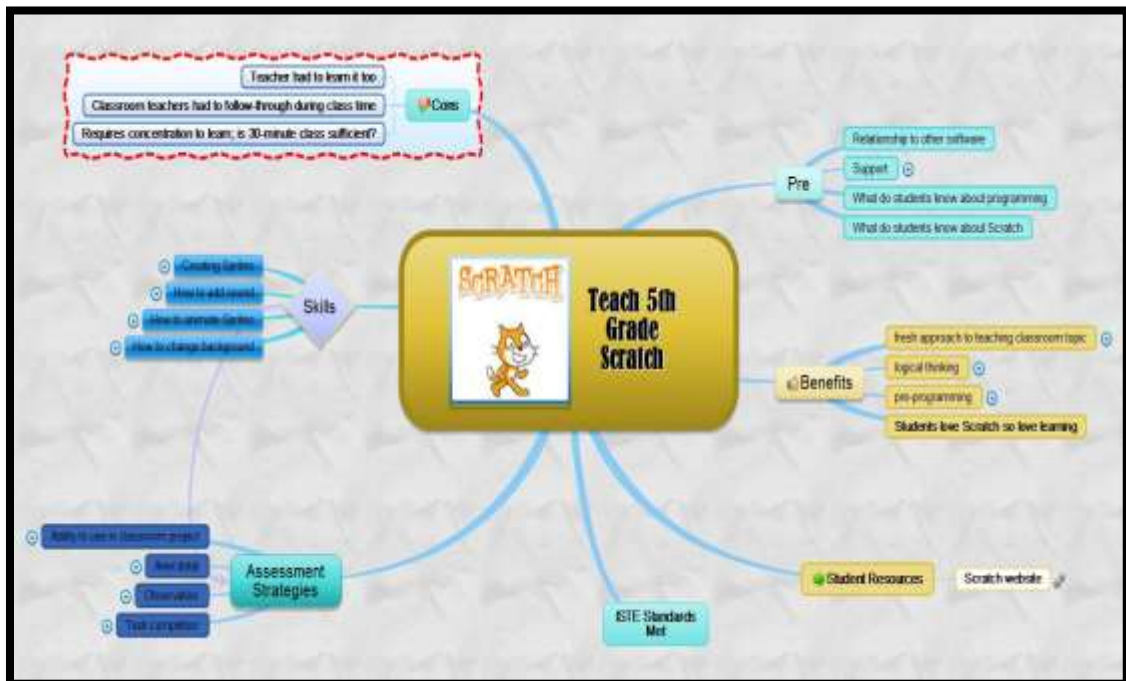 Teacher had to learn it too
Classroom teachers had to follow-through during class time
Requires concentration to learn; is 30-minute class sufficient?
Cons
Pre
Relationship to other software
Support
What do students know about programming
What do students know about Scratch
Creating Sprites
How to add sound
How to animate Sprites
How to change background
Skills
SCRATCH
Teach 5th
Grade
Scratch
Benefits
fresh approach to teaching classroom topic
logical thinking
pre-programming
Students love Scratch so love learning
Ability to use in classroom project
Observation
Task completion
Assessment
Strategies
ISTE Standards
Met
Student Resources
Scratch website